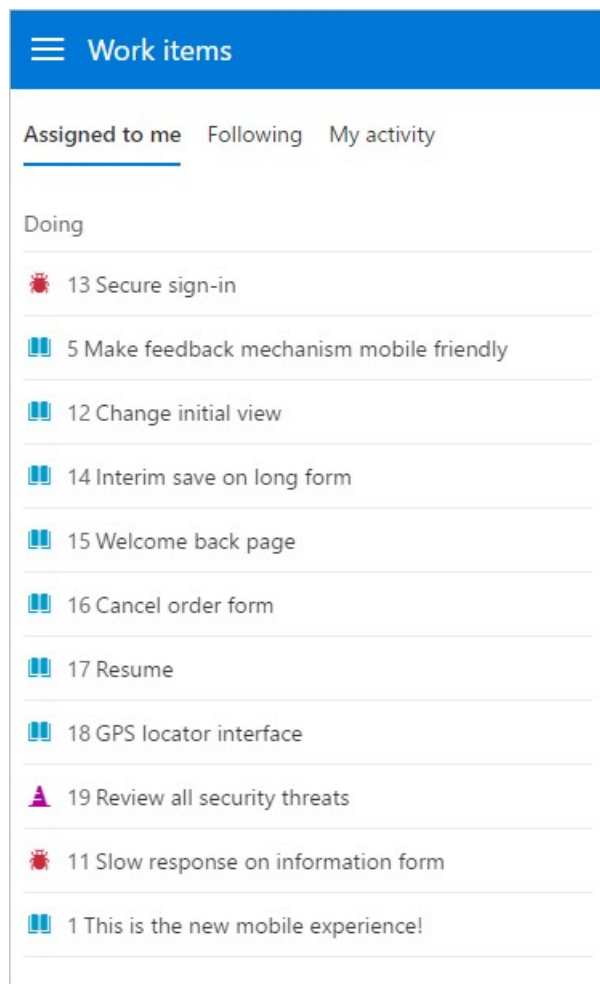 Work items
Assigned to me Following My activity
Doing
13 Secure sign-in
5 Make feedback mechanism mobile friendly
12 Change initial view
14 Interim save on long form
15 Welcome back page
16 Cancel order form
17 Resume
18 GPS locator interface
19 Review all security threats
11 Slow response on information form
1 This is the new mobile experience!